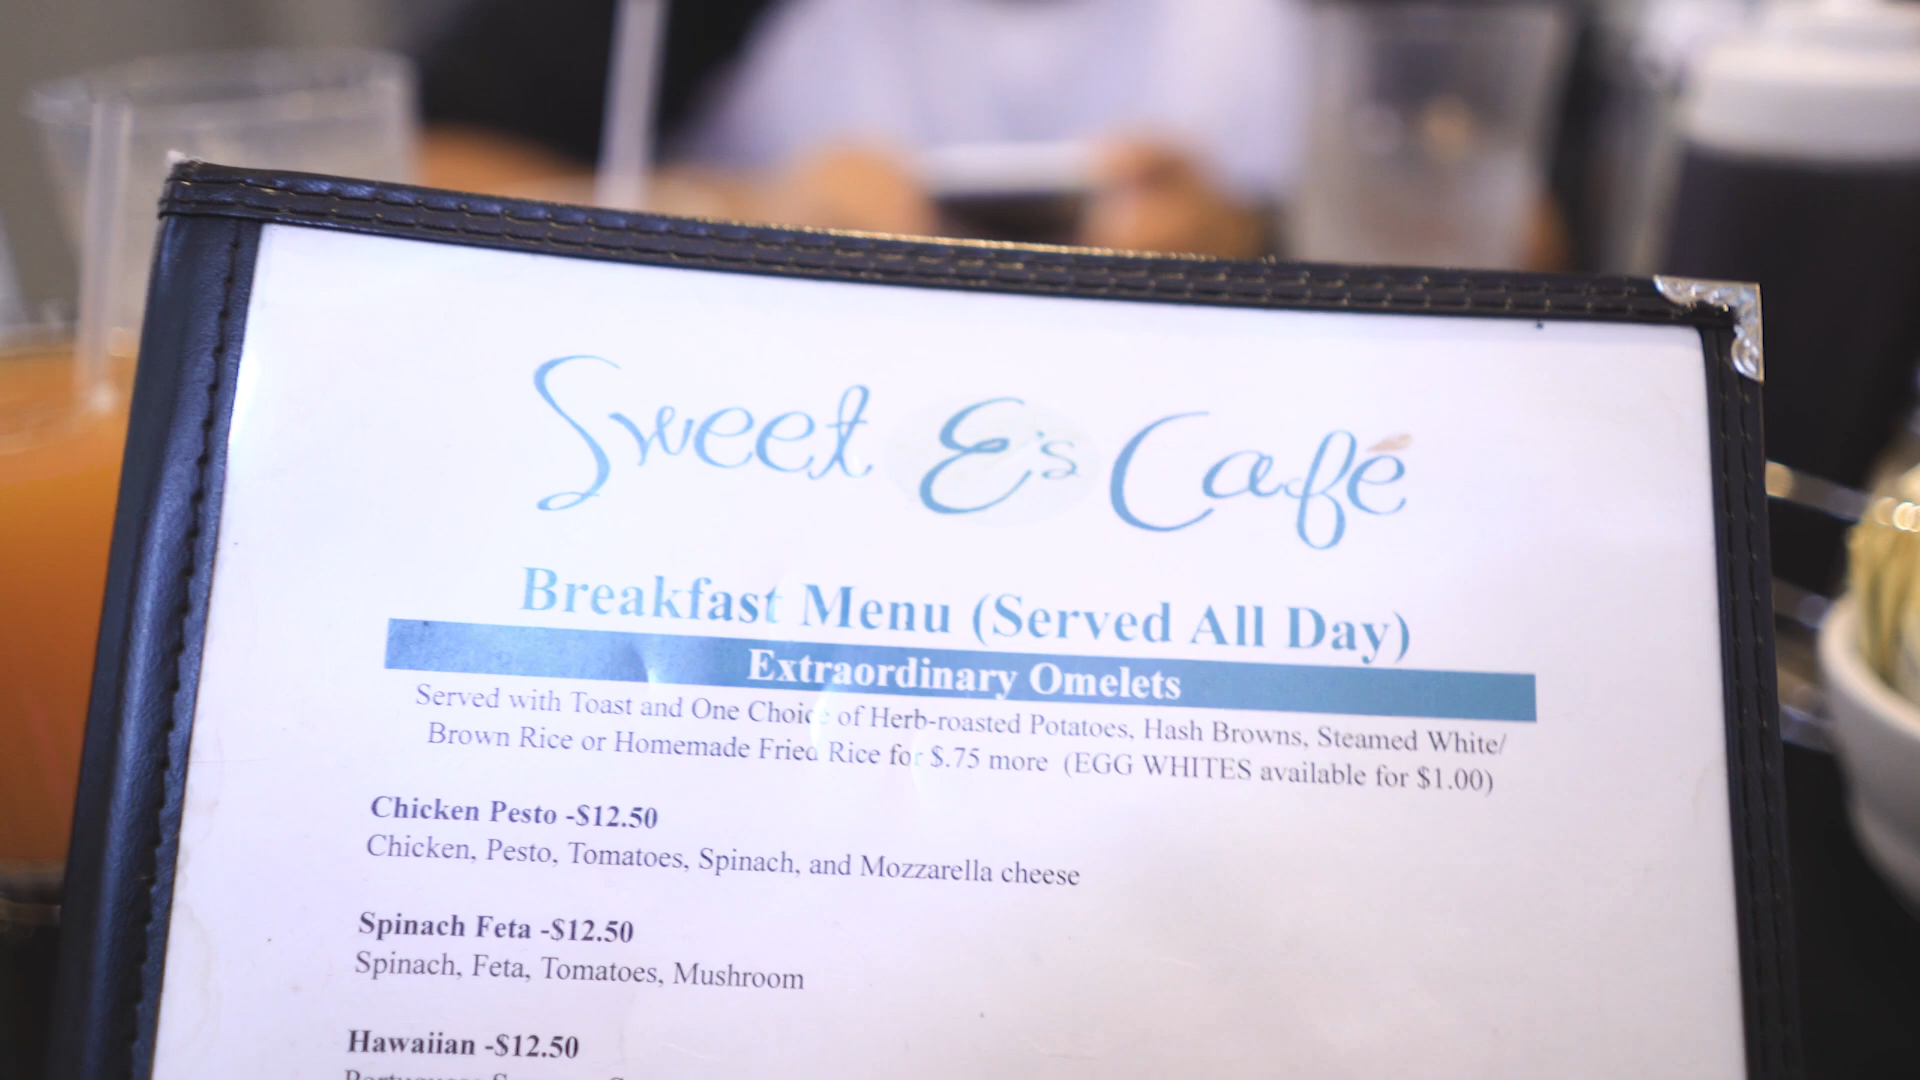 Sweet E's Café
Breakfast Menu (Served All Day)
Extraordinary Omelets
Served with Toast and One Choice of Herb-roasted Potatoes, Hash Browns, Steamed White/
Brown Rice or Homemade Fried Rice for $.75 more (EGG WHITES available for $1.00)
Chicken Pesto -$12.50
Chicken, Pesto, Tomatoes, Spinach, and Mozzarella cheese
Spinach Feta -$12.50
Spinach, Feta, Tomatoes, Mushroom
Hawaiian -$12.50